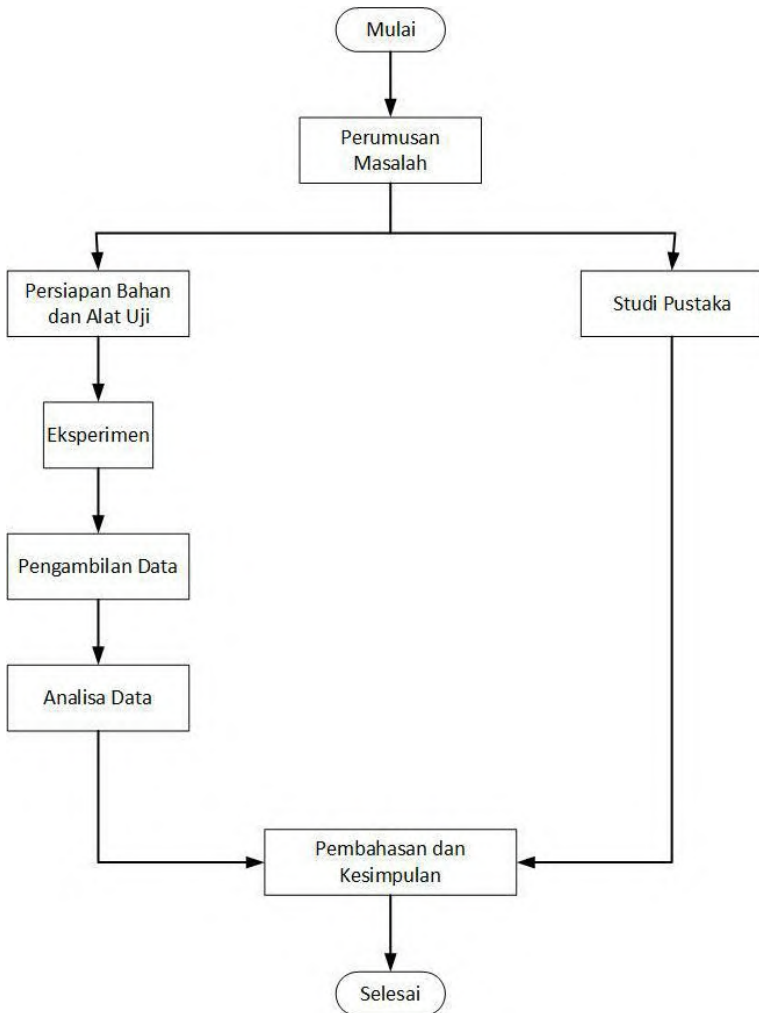 Mulai
Perumusan
Masalah
Persiapan Bahan
dan Alat Uji
Studi Pustaka
Eksperimen
Pengambilan Data
Analisa Data
Pembahasan dan
Kesimpulan
Selesai